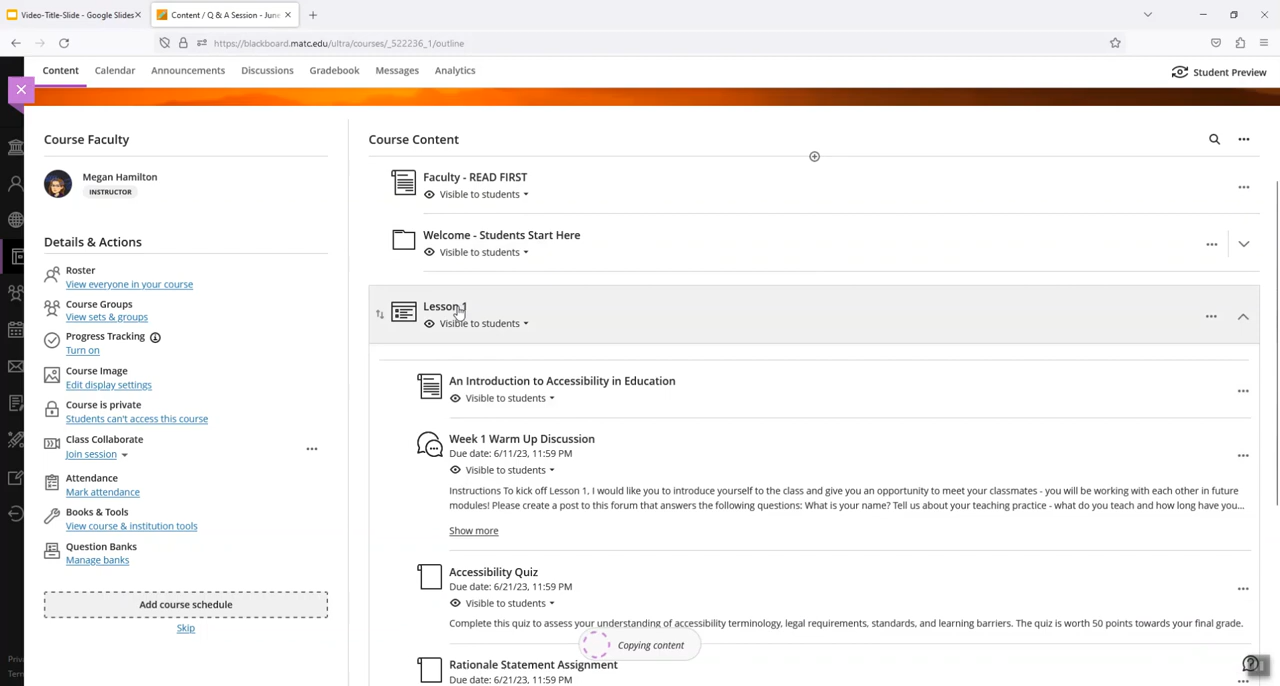 Video-Title-Slide - Google Slides
Content / Q & A Session - June
https://blackboard.matc.edu/ultra/courses/_522236_1/outline
Content
Calendar
Announcements
Discussions
Gradebook
Messages
Analytics
Student Preview
Course Faculty
Megan Hamilton
INSTRUCTOR
Details & Actions
Roster
View everyone in your course
Course Groups
View sets & groups
Progress Tracking
Turn on
Course Image
Edit display settings
Course is private
Students can't access this course
Class Collaborate
Join session
Attendance
Mark attendance
Books & Tools
View course & institution tools
Question Banks
Manage banks
Add course schedule
Skip
Priv
Tern
Course Content
Faculty - READ FIRST
Visible to students
Welcome - Students Start Here
Visible to students
Lesson 1
Visible to students
An Introduction to Accessibility in Education
Visible to students
Week 1 Warm Up Discussion
Due date: 6/11/23, 11:59 PM
Visible to students
Instructions To kick off Lesson 1, I would like you to introduce yourself to the class and give you an opportunity to meet your classmates - you will be working with each other in future
modules! Please create a post to this forum that answers the following questions: What is your name? Tell us about your teaching practice - what do you teach and how long have you...
Show more
Accessibility Quiz
Due date: 6/21/23, 11:59 PM
Visible to students
Complete this quiz to assess your understanding of accessibility terminology, legal requirements, standards, and learning barriers. The quiz is worth 50 points towards your final grade.
Copying content
Rationale Statement Assignment
Due date: 6/21/23, 11:59 PM